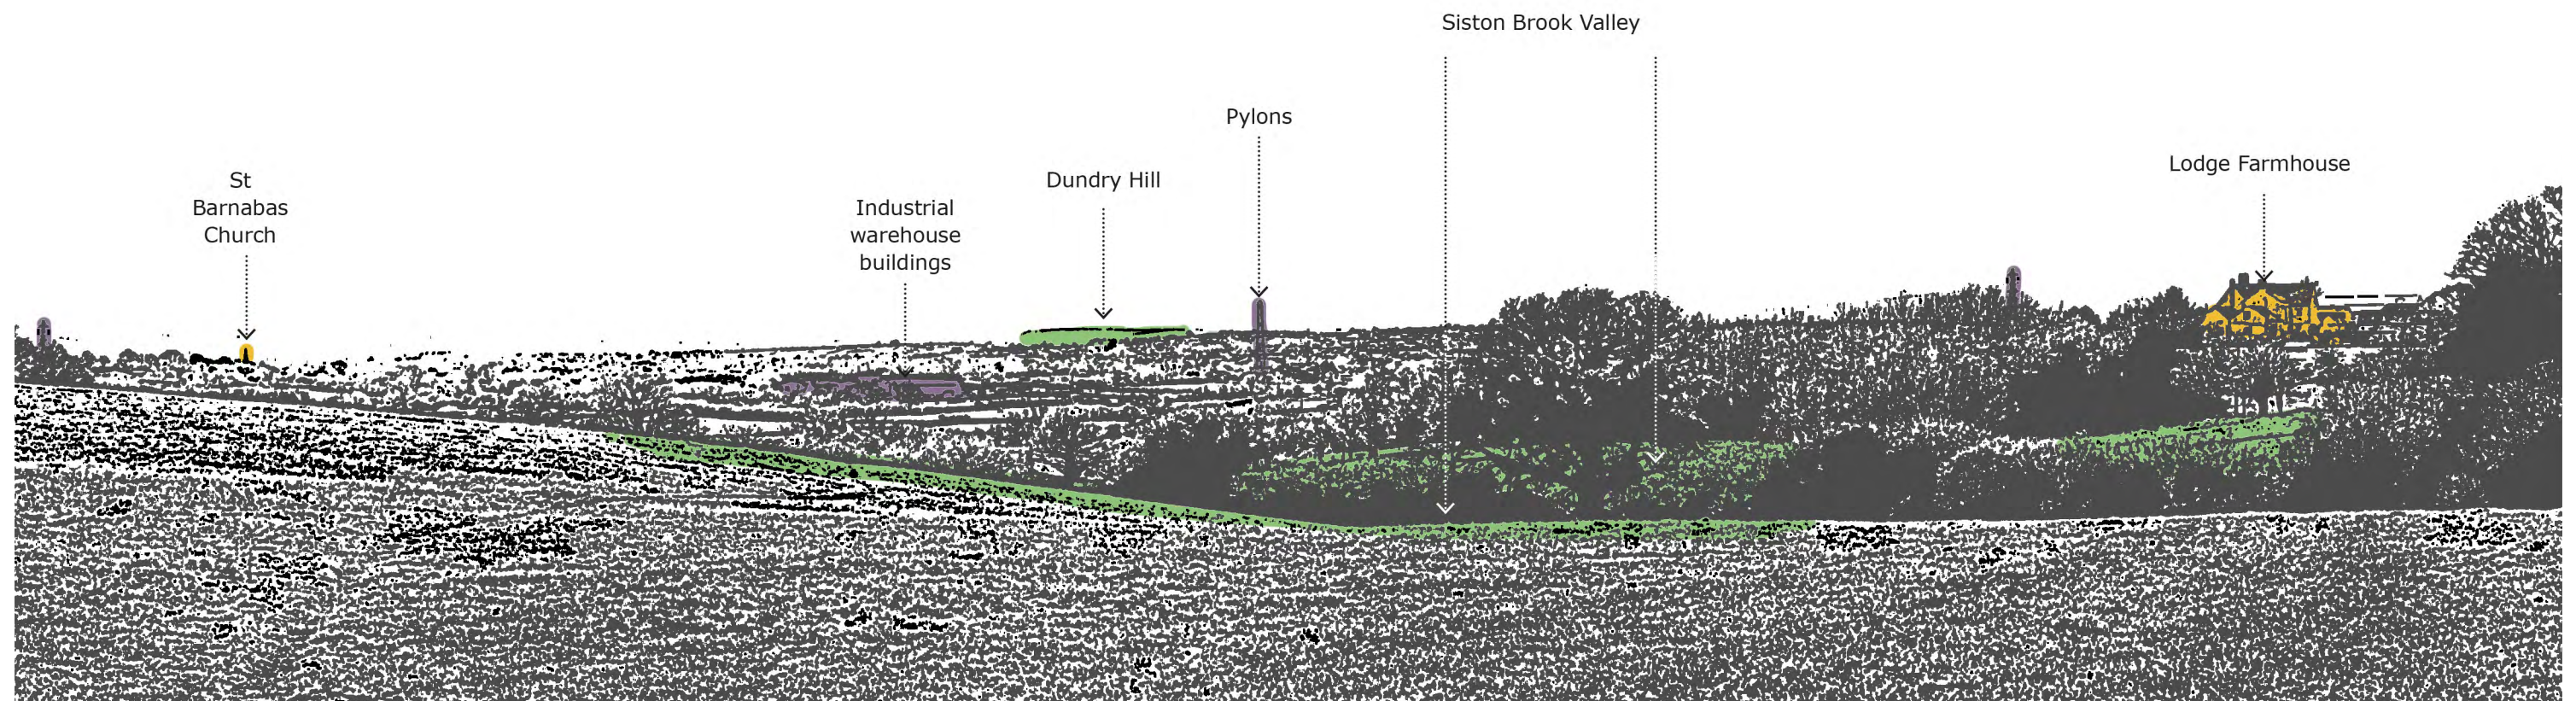 Siston Brook Valley
Pylons
Lodge Farmhouse
St
Barnabas
Church
Dundry Hill
Industrial
warehouse
buildings